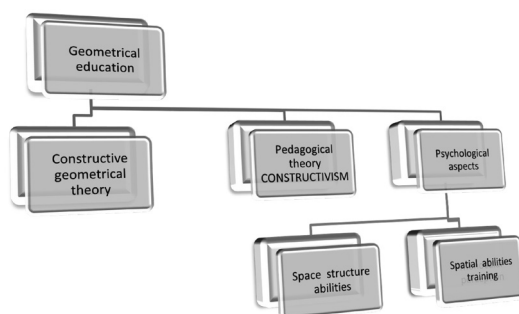 Geometrical
education
Constructive
geometrical
theory
Pedagogical
theory
CONSTRUCTIVISM
Psychological
aspects
Space structure
abilities
Spatial abilities
training